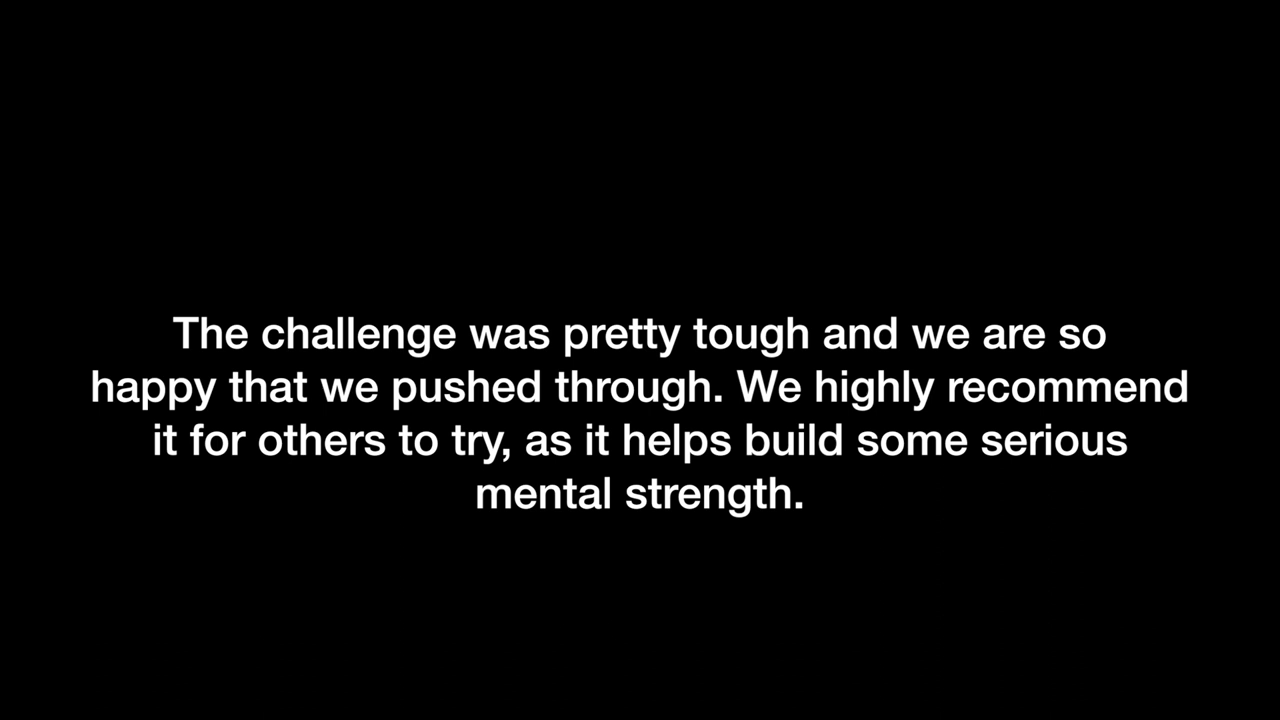 The challenge was pretty tough and we are so
happy that we pushed through. We highly recommend
it for others to try, as it helps build some serious
mental strength.